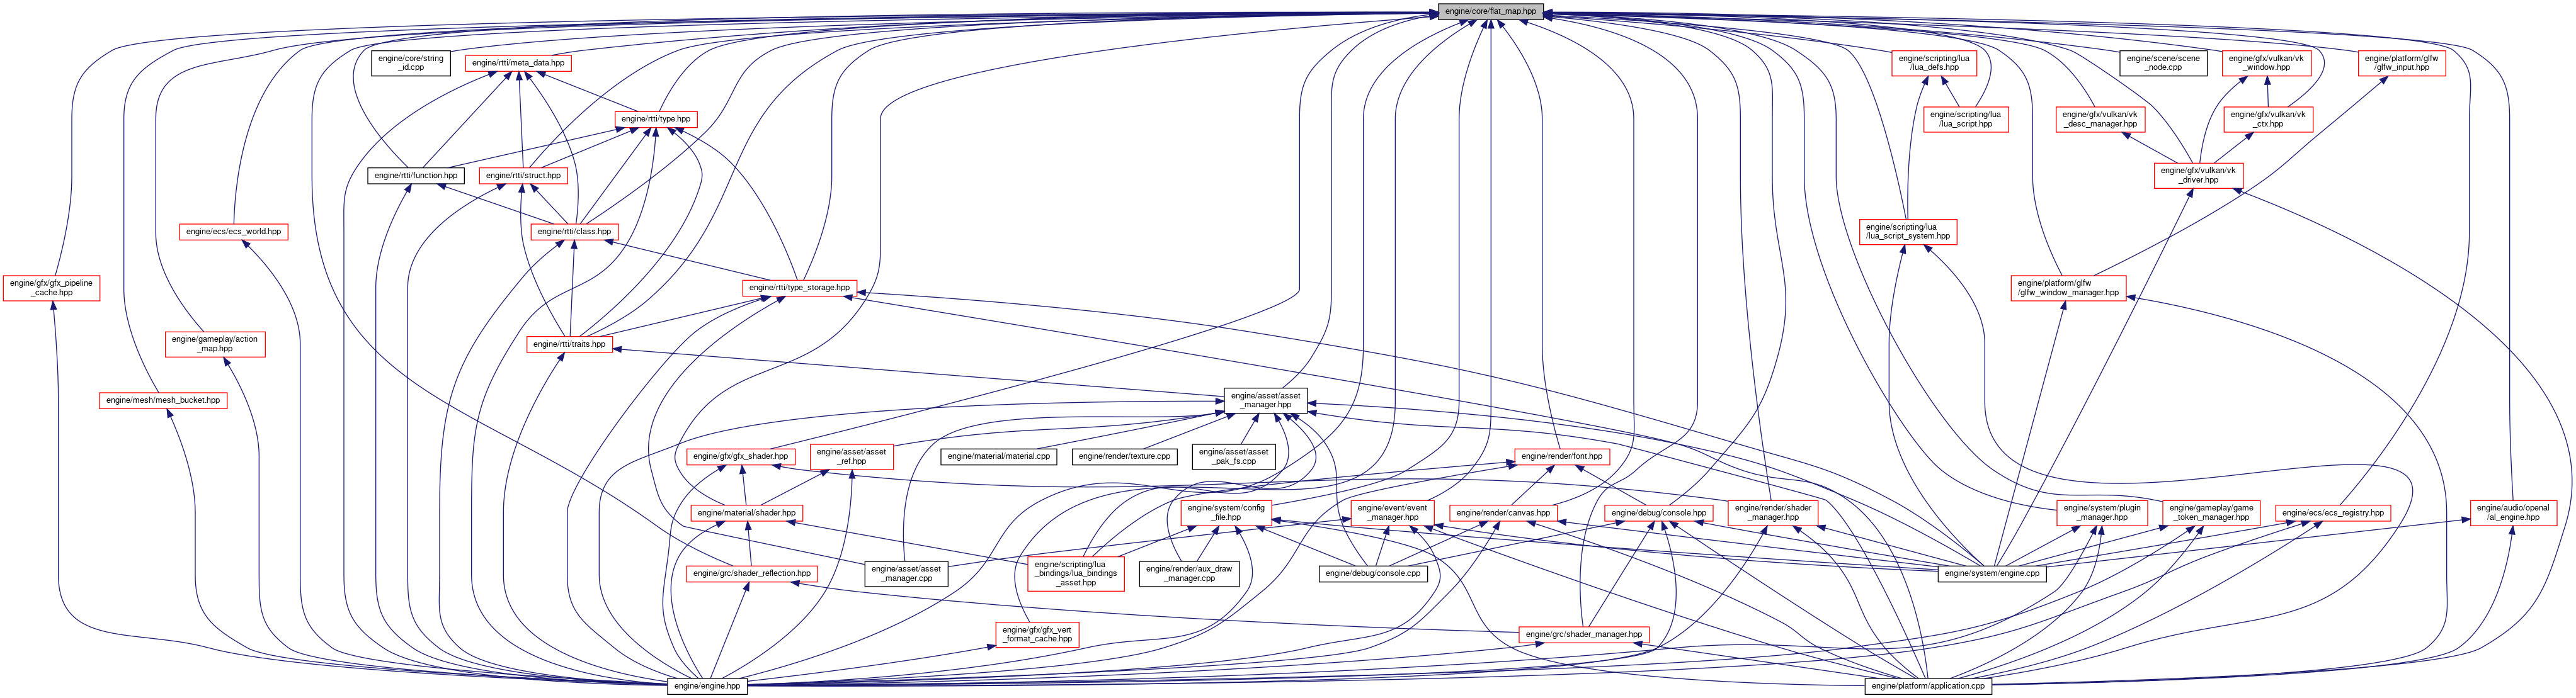 engine/core/flat_map.hpp
engine/core/string
_id.cpp
engine/rtti/meta_data.hpp
engine/scripting/lua
/lua_defs.hpp
engine/scene/scene
_node.cpp
engine/gfx/vulkan/vk
_window.hpp
engine/platform/glfw
/glfw_input.hpp
engine/rtti/type.hpp
engine/scripting/lua
/lua_script.hpp
engine/gfx/vulkan/vk
_desc_manager.hpp
engine/gfx/vulkan/vk
_ctx.hpp
engine/rtti/function.hpp
engine/rtti/struct.hpp
engine/gfx/vulkan/vk
_driver.hpp
engine/ecs/ecs_world.hpp
engine/rtti/class.hpp
engine/scripting/lua
/lua_script_system.hpp
engine/gfx/gfx_pipeline
_cache.hpp
engine/rtti/type_storage.hpp
engine/platform/glfw
/glfw_window_manager.hpp
engine/gameplay/action
_map.hpp
engine/rtti/traits.hpp
engine/mesh/mesh_bucket.hpp
engine/asset/asset
_manager.hpp
engine/gfx/gfx_shader.hpp
engine/asset/asset
_ref.hpp
engine/material/material.cpp
engine/render/texture.cpp
engine/asset/asset
_pak_fs.cpp
engine/render/font.hpp
engine/material/shader.hpp
engine/system/config
_file.hpp
engine/event/event
_manager.hpp
engine/render/canvas.hpp
engine/debug/console.hpp
engine/render/shader
_manager.hpp
engine/system/plugin
_manager.hpp
engine/gameplay/game
_token_manager.hpp
engine/ecs/ecs_registry.hpp
engine/audio/openal
/al_engine.hpp
engine/grc/shader_reflection.hpp
engine/asset/asset
_manager.cpp
engine/scripting/lua
_bindings/lua_bindings
_asset.hpp
engine/render/aux_draw
_manager.cpp
engine/debug/console.cpp
engine/system/engine.cpp
engine/gfx/gfx_vert
_format_cache.hpp
engine/grc/shader_manager.hpp
engine/engine.hpp
engine/platform/application.cpp